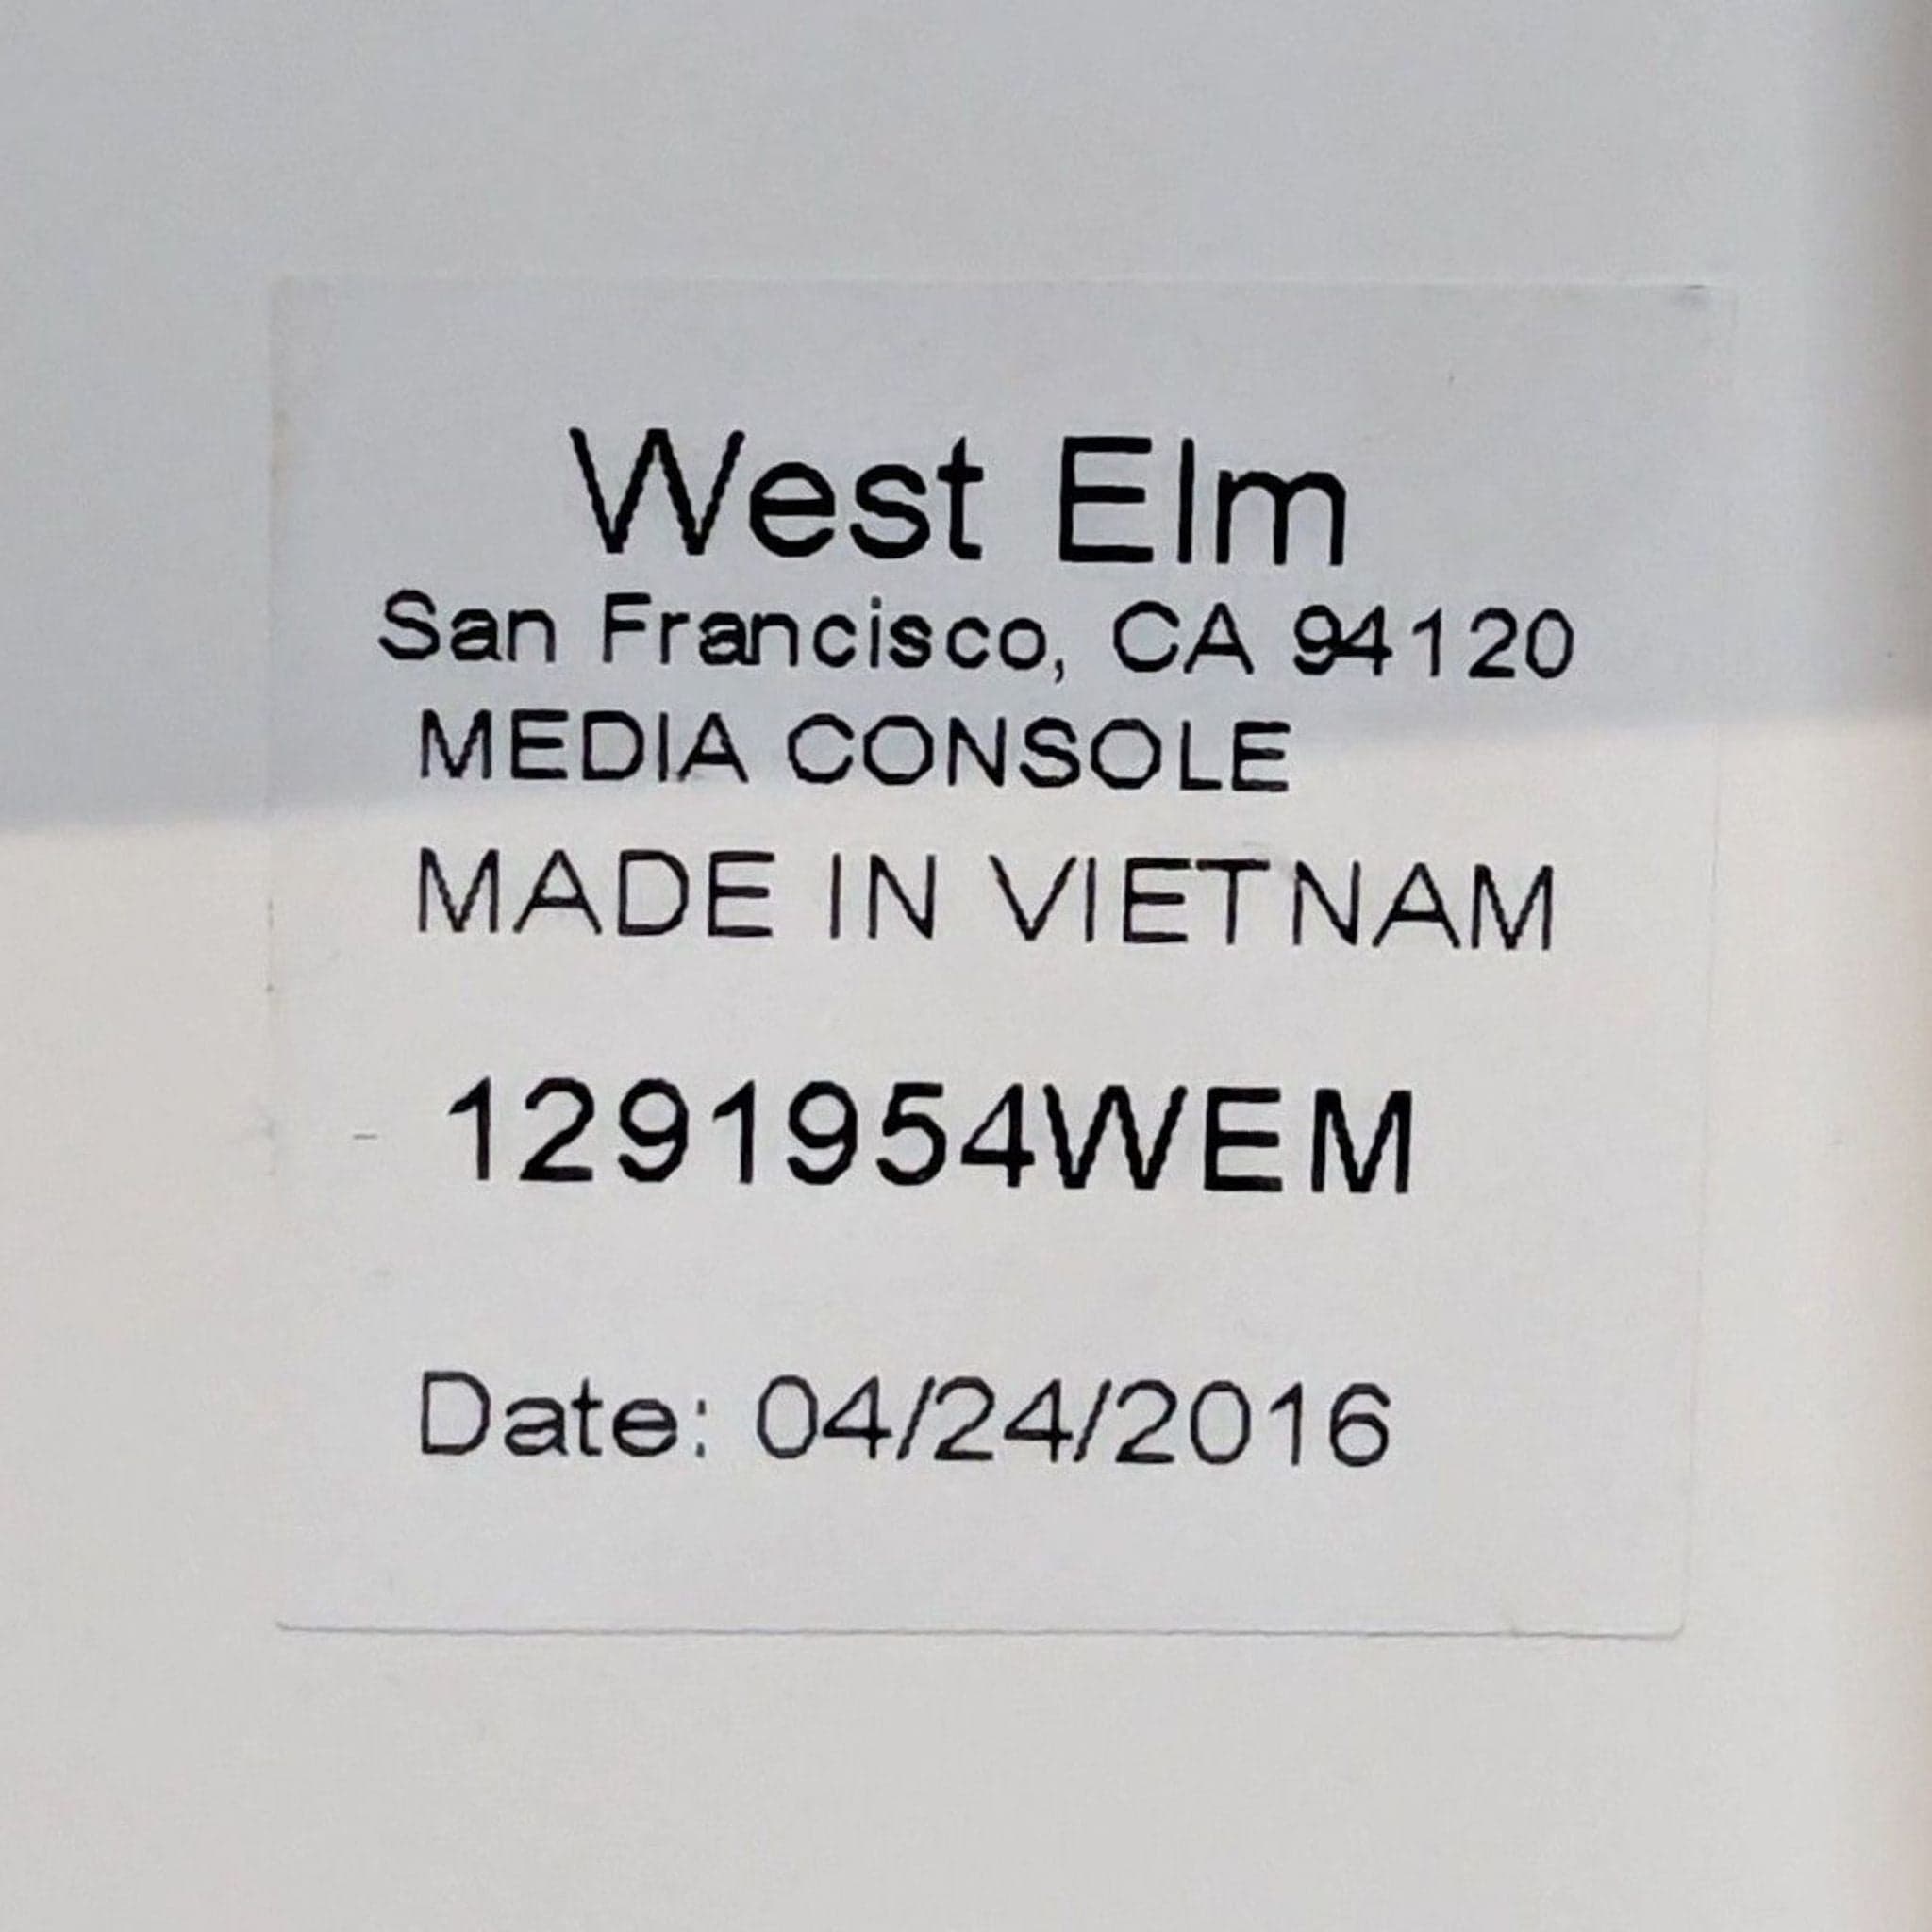 West Elm
San Francisco, CA 94120
MEDIA CONSOLE
MADE IN VIETNAM
1291954WEM
Date: 04/24/2016